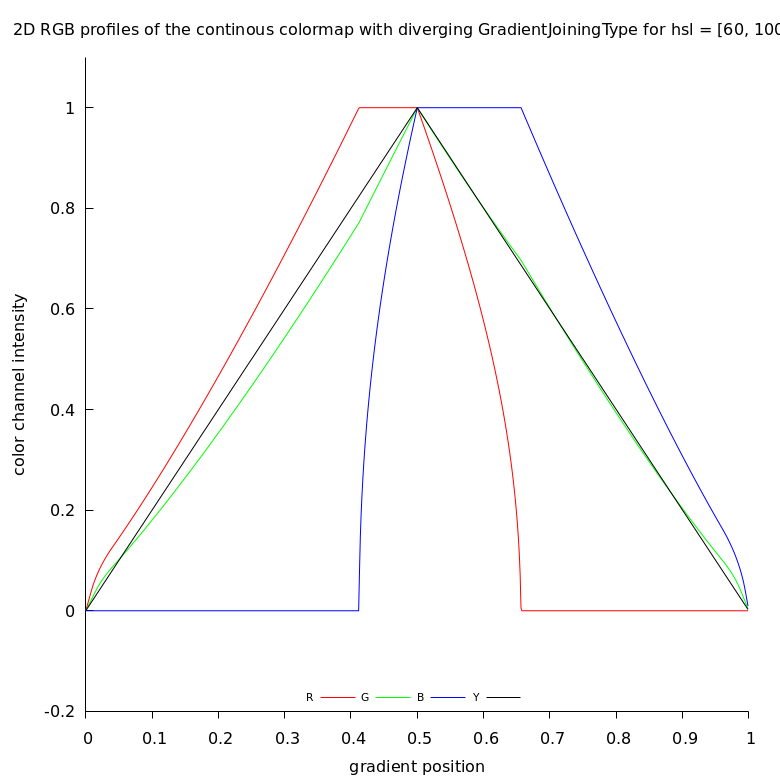 2D RGB profiles of the continous colormap with diverging GradientJoiningType for hsl = [60, 100
color channel intensity
1
0.8
0.6
0.4
0.2
0
-0.2
R G B Y
0 0.1 0.2 0.3 0.4 0.5 0.6 0.7 0.8 0.9 1
gradient position